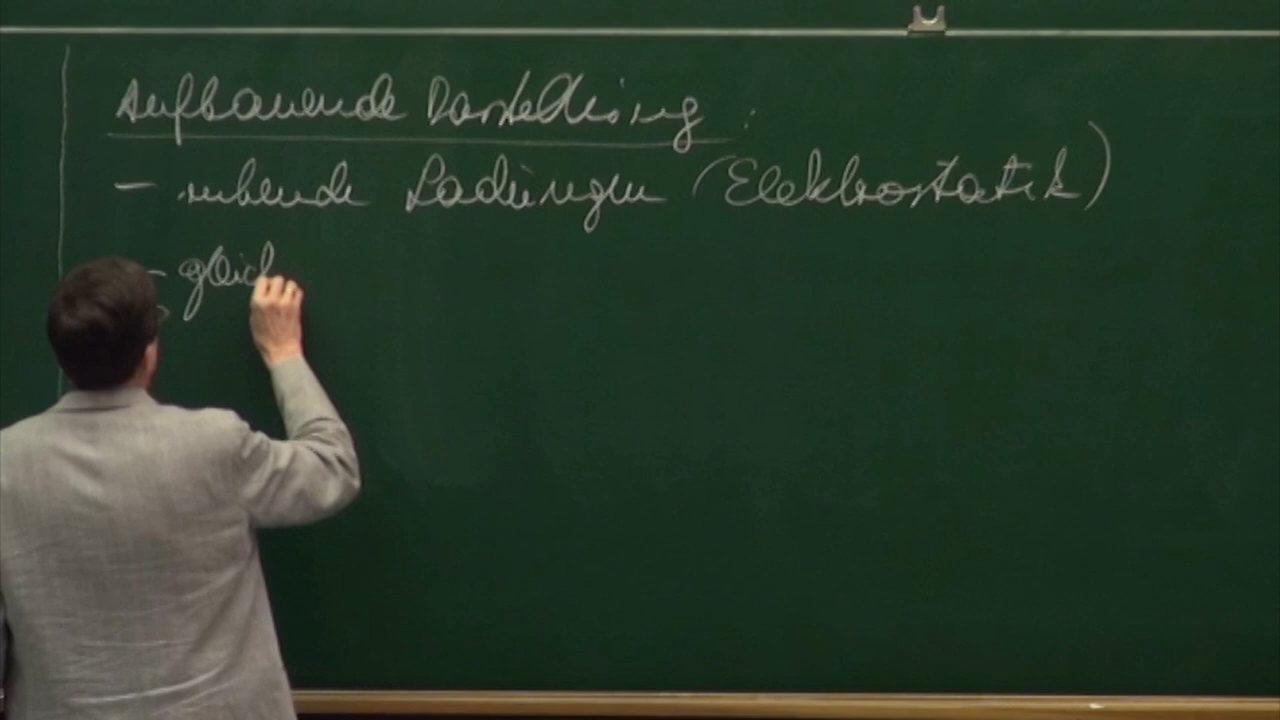 Aufbauende Darstellung :
- ruhende Ladungen (Elektrostatik)
- gleich